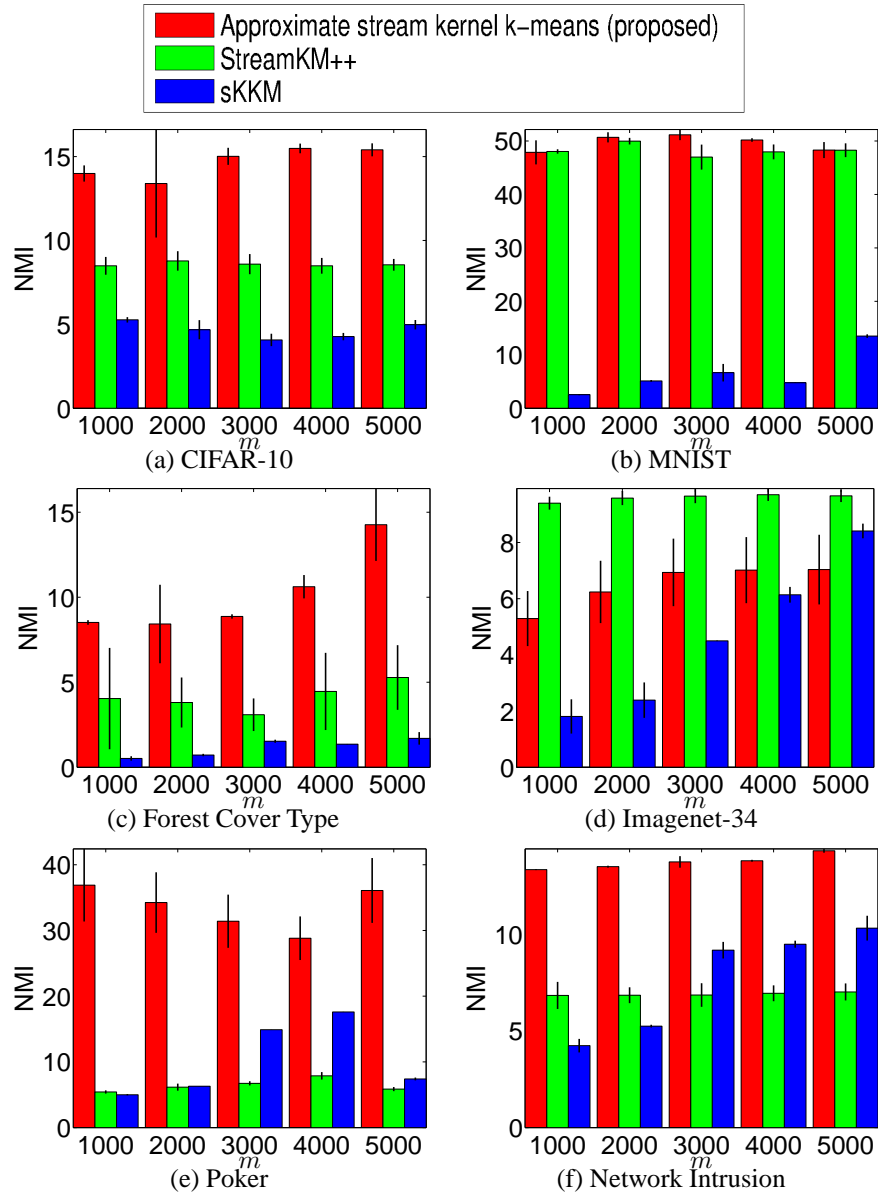 Approximate stream kernel k−means (proposed)
StreamKM++
sKKM
15
10
5
0
NMI
1000 2000 3000 4000 5000
m
(a) CIFAR-10
50
40
30
20
10
0
NMI
1000 2000 3000 4000 5000
m
(b) MNIST
15
10
5
0
NMI
1000 2000 3000 4000 5000
m
(c) Forest Cover Type
8
6
4
2
0
NMI
1000 2000 3000 4000 5000
m
(d) Imagenet-34
40
30
20
10
0
NMI
1000 2000 3000 4000 5000
m
(e) Poker
10
5
0
NMI
1000 2000 3000 4000 5000
m
(f) Network Intrusion